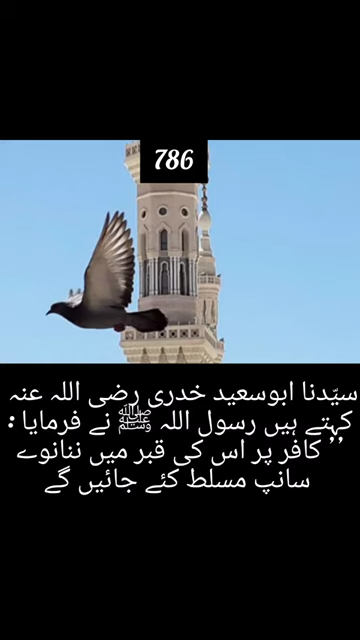 786
سیّدنا ابوسعید خدری رضی اللہ عنہ
کہتے ہیں رسول اللہ ﷺ نے فرمایا :
’’ کافر پر اس کی قبر میں ننانوے
سانپ مسلط کئے جائیں گے